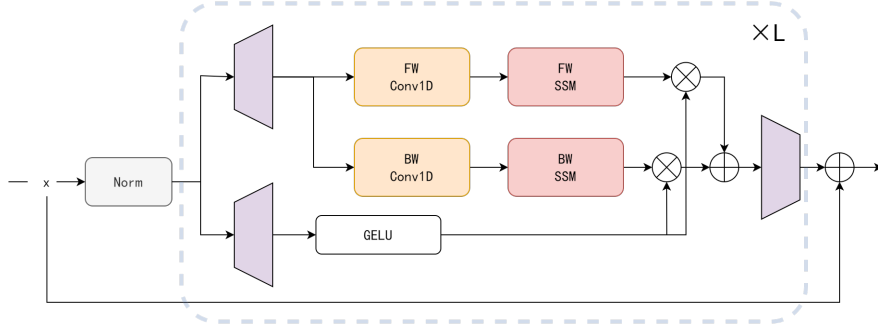 ×L
FW
Conv1D
FW
SSM
BW
Conv1D
BW
SSM
x
Norm
GELU